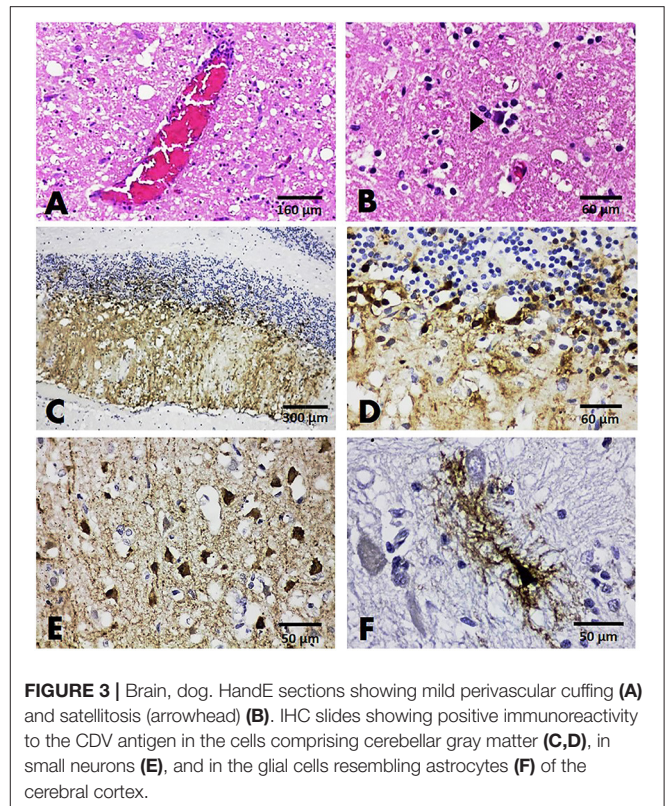 A
160 µm
B
60 µm
C
300 µm
D
60 µm
E
50 µm
F
50 µm
FIGURE 3 | Brain, dog. HandE sections showing mild perivascular cuffing (A)
and satellitosis (arrowhead) (B). IHC slides showing positive immunoreactivity
to the CDV antigen in the cells comprising cerebellar gray matter (C,D), in
small neurons (E), and in the glial cells resembling astrocytes (F) of the
cerebral cortex.